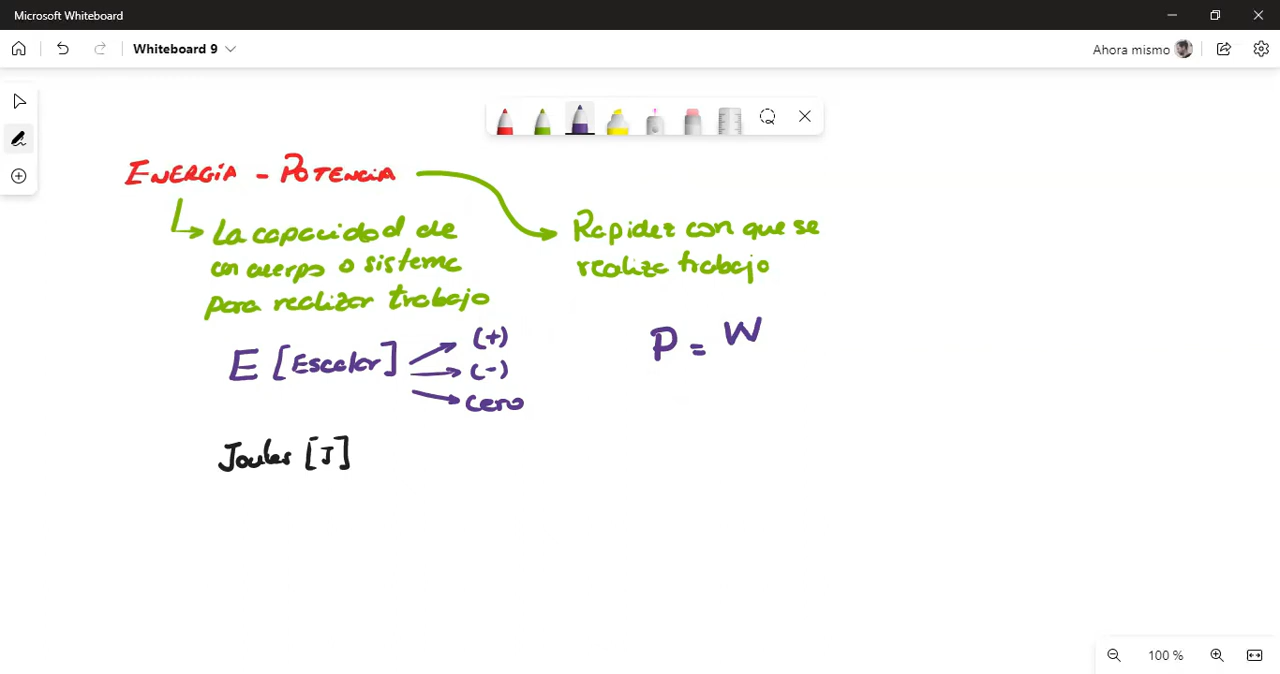 Microsoft Whiteboard
Whiteboard 9
Ahora mismo
ENERGÍA - POTENCIA
La capacidad de
un cuerpo o sistema
para realizar trabajo
Rapidez con que se
realiza trabajo
E [Escalar]
(+)
(-)
cero
P = W
Joules [J]
100 %